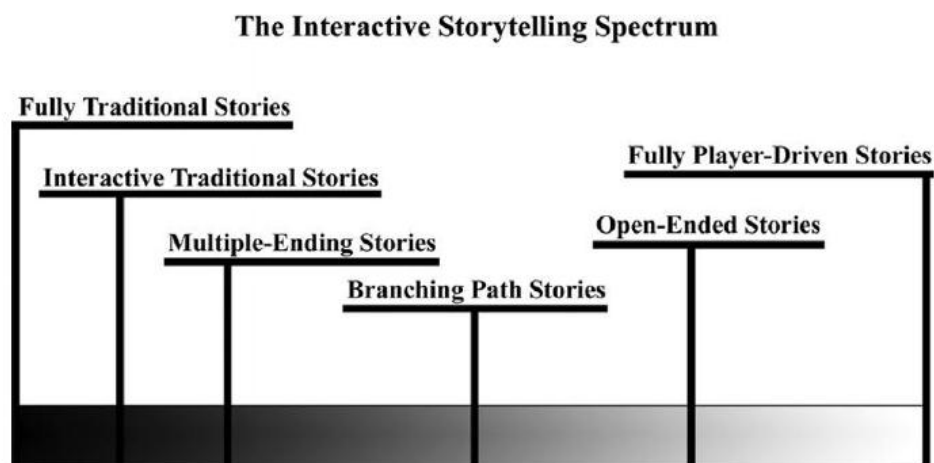 The Interactive Storytelling Spectrum
Fully Traditional Stories
Fully Player-Driven Stories
Interactive Traditional Stories
Open-Ended Stories
Multiple-Ending Stories
Branching Path Stories